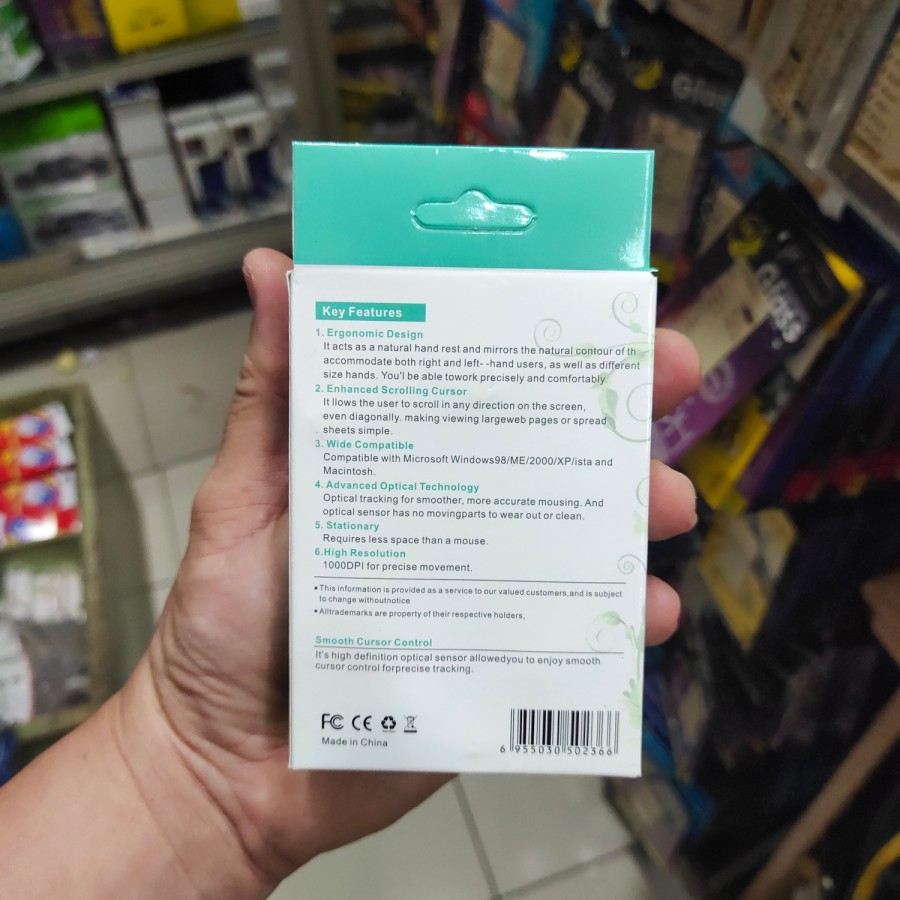 Key Features
1. Ergonomic Design
It acts as a natural hand rest and mirrors the natural contour of th
accommodate both right and left- -hand users, as well as different
size hands. You'l be able towork precisely and comfortably.
2. Enhanced Scrolling Cursor
It llows the user to scroll in any direction on the screen,
even diagonally. making viewing largeweb pages or spread
sheets simple.
3. Wide Compatible
Compatible with Microsoft Windows98/ME/2000/XP/ista and
Macintosh.
4. Advanced Optical Technology
Optical tracking for smoother, more accurate mousing. And
optical sensor has no movingparts to wear out or clean.
5. Stationary
Requires less space than a mouse.
6.High Resolution
1000DPI for precise movement.
▪ This information is provided as a service to our valued customers,and is subject
to change withoutnotice
▪ Alltrademarks are property of their respective holders,
Smooth Cursor Control
It's high definition optical sensor allowedyou to enjoy smooth
cursor control forprecise tracking.
FC CE
Made in China
6 955030 502366
Glass
Glass